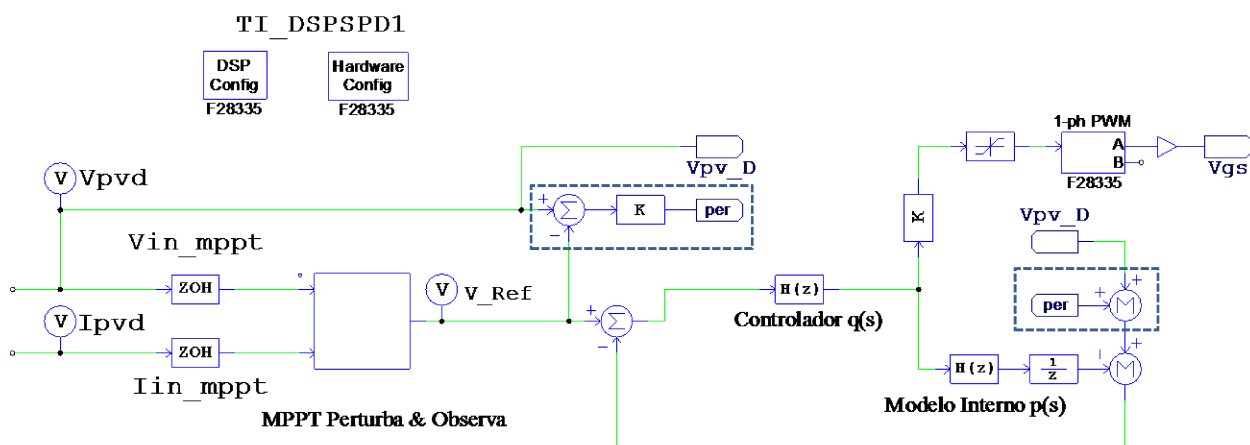 TI_DSPSPD1
DSP Config
F28335
Hardware Config
F28335
1-ph PWM
A
B
F28335
Vgs
V Vpvd
Vpv_D
+
Σ
-
K
per
K
Vpv_D
Vin_mppt
ZOH
V V_Ref
+
Σ
-
H(z)
Controlador q(s)
+
per
+
Σ
V Ipvd
ZOH
Iin_mppt
+
H(z)
1/z
-
Σ
MPPT Perturba & Observa
Modelo Interno p(s)